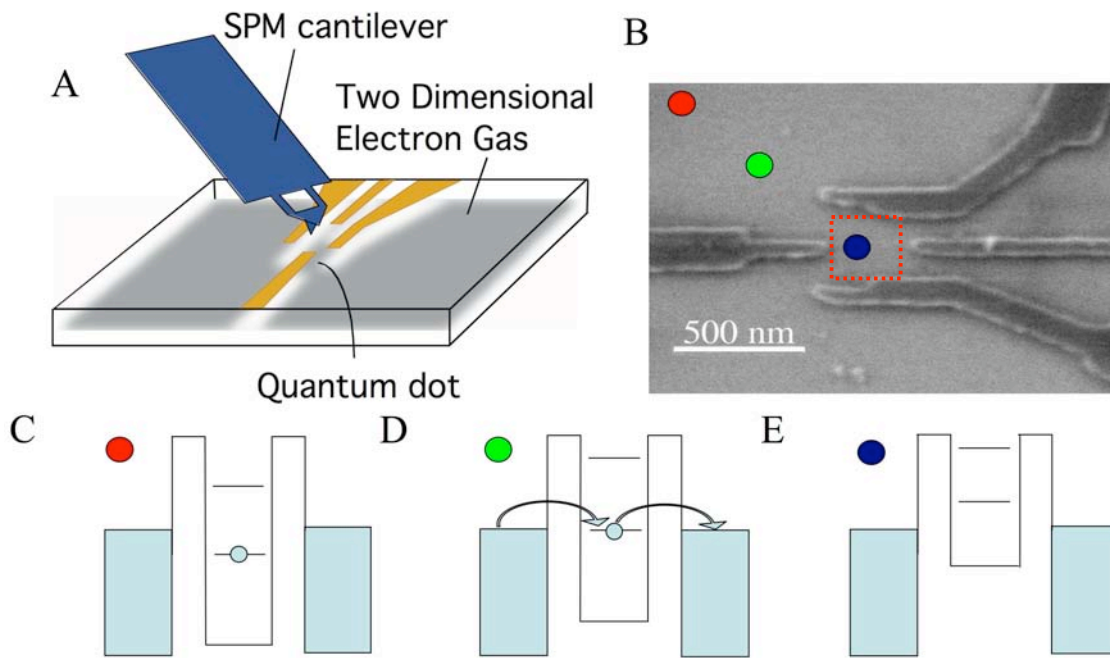 SPM cantilever
A
Two Dimensional
Electron Gas
Quantum dot
B
500 nm
C
D
E